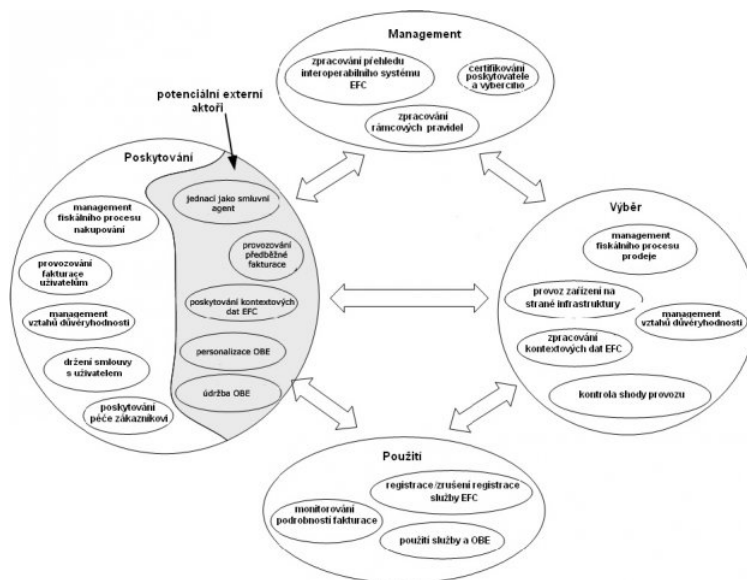 Management
zpracování přehledu
interoperabilního systému
EFC
certifikování
poskytovatele
a výběrčího
zpracování
rámcových pravidel
potenciální externí
aktoři
Poskytování
management
fiskálního procesu
nakupování
provozování
fakturace
uživatelům
management
vztahů důvěryhodnosti
držení smlouvy
s uživatelem
poskytování
péče zákazníkovi
jednací jako smluvní
agent
provozování
předběžné
fakturace
poskytování kontextových
dat EFC
personalizace OBE
údržba OBE
Výběr
management
fiskálního procesu
prodeje
provoz zařízení na
straně infrastruktury
management
vztahů důvěryhodnosti
zpracování
kontextových dat EFC
kontrola shody provozu
Použití
registrace/zrušení registrace
služby EFC
monitorování
podrobností fakturace
použití služby a OBE